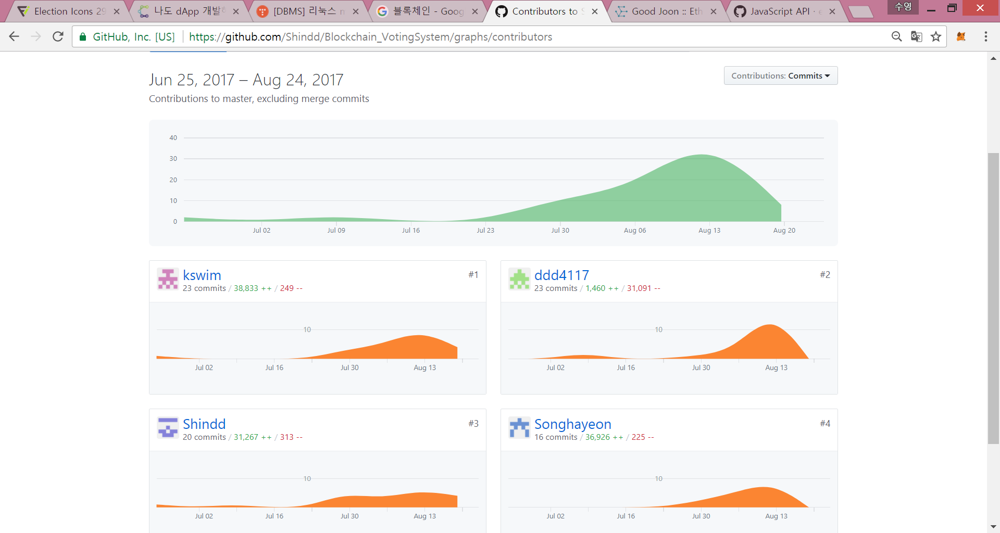 Election Icons 29
나도 dApp 개발
[DBMS] 리눅스
블록체인 - Goog
Contributors to
Good Joon :: Eth
JavaScript API ·
수영
GitHub, Inc. [US]
https://github.com/Shindd/Blockchain_VotingSystem/graphs/contributors
Jun 25, 2017 – Aug 24, 2017
Contributions: Commits
Contributions to master, excluding merge commits
40
30
20
10
0
Jul 02 Jul 09 Jul 16 Jul 23 Jul 30 Aug 06 Aug 13 Aug 20
kswim
#1
23 commits / 38,833 ++ / 249 --
10
Jul 02 Jul 16 Jul 30 Aug 13
ddd4117
#2
23 commits / 1,460 ++ / 31,091 --
10
Jul 02 Jul 16 Jul 30 Aug 13
Shindd
#3
20 commits / 31,267 ++ / 313 --
10
Jul 02 Jul 16 Jul 30 Aug 13
Songhayeon
#4
16 commits / 36,926 ++ / 225 --
10
Jul 02 Jul 16 Jul 30 Aug 13